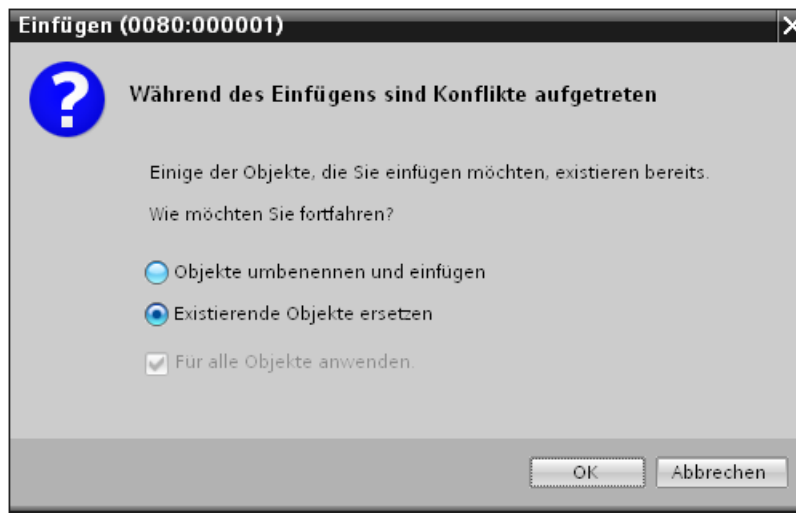 Einfügen (0080:000001)
Während des Einfügens sind Konflikte aufgetreten
Einige der Objekte, die Sie einfügen möchten, existieren bereits.
Wie möchten Sie fortfahren?
Objekte umbenennen und einfügen
Existierende Objekte ersetzen
Für alle Objekte anwenden.
OK
Abbrechen